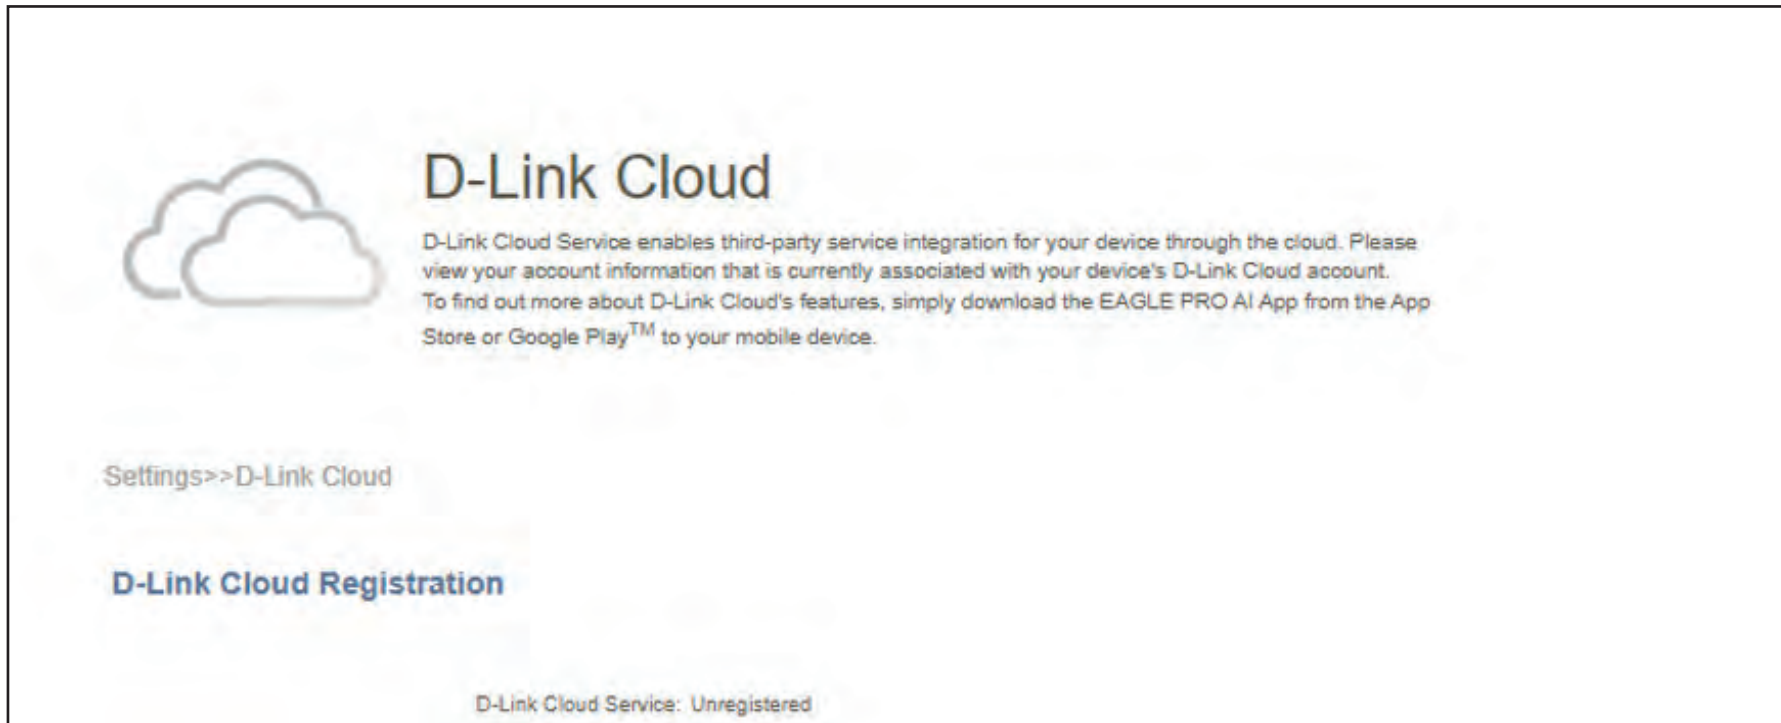 D-Link Cloud
D-Link Cloud Service enables third-party service integration for your device through the cloud. Please
view your account information that is currently associated with your device's D-Link Cloud account.
To find out more about D-Link Cloud's features, simply download the EAGLE PRO AI App from the App
Store or Google Play™ to your mobile device.
Settings>>D-Link Cloud
D-Link Cloud Registration
D-Link Cloud Service: Unregistered